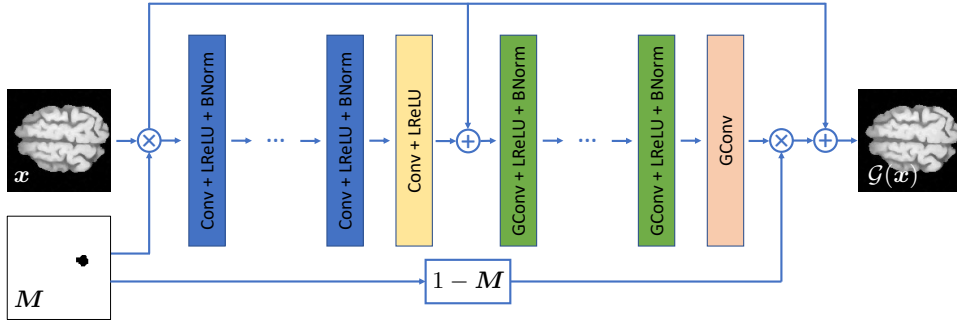 x
M
Conv + LReLU + BNorm
...
Conv + LReLU + BNorm
Conv + LReLU
GConv + LReLU + BNorm
...
GConv + LReLU + BNorm
GConv
1 − M
G(x)